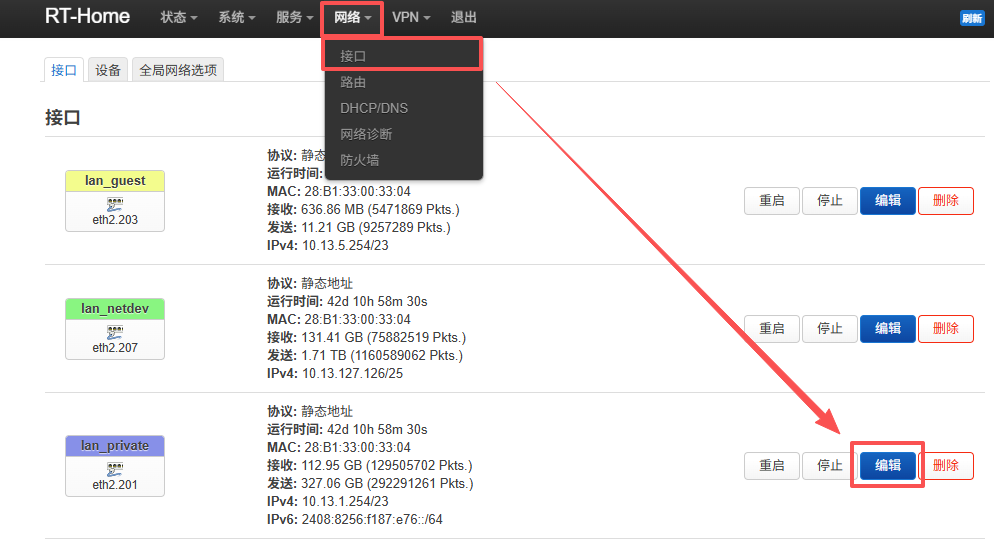 RT-Home 状态 系统 服务 网络 VPN 退出 刷新
接口
路由
DHCP/DNS
网络诊断
防火墙
接口 设备 全局网络选项
接口
lan_guest
eth2.203
协议: 静态
运行时间:
MAC: 28:B1:33:00:33:04
接收: 636.86 MB (5471869 Pkts.)
发送: 11.21 GB (9257289 Pkts.)
IPv4: 10.13.5.254/23
重启 停止 编辑 删除
lan_netdev
eth2.207
协议: 静态地址
运行时间: 42d 10h 58m 30s
MAC: 28:B1:33:00:33:04
接收: 131.41 GB (75882519 Pkts.)
发送: 1.71 TB (1160589062 Pkts.)
IPv4: 10.13.127.126/25
重启 停止 编辑 删除
lan_private
eth2.201
协议: 静态地址
运行时间: 42d 10h 58m 30s
MAC: 28:B1:33:00:33:04
接收: 112.95 GB (129505702 Pkts.)
发送: 327.06 GB (292291261 Pkts.)
IPv4: 10.13.1.254/23
IPv6: 2408:8256:f187:e76::/64
重启 停止 编辑 删除